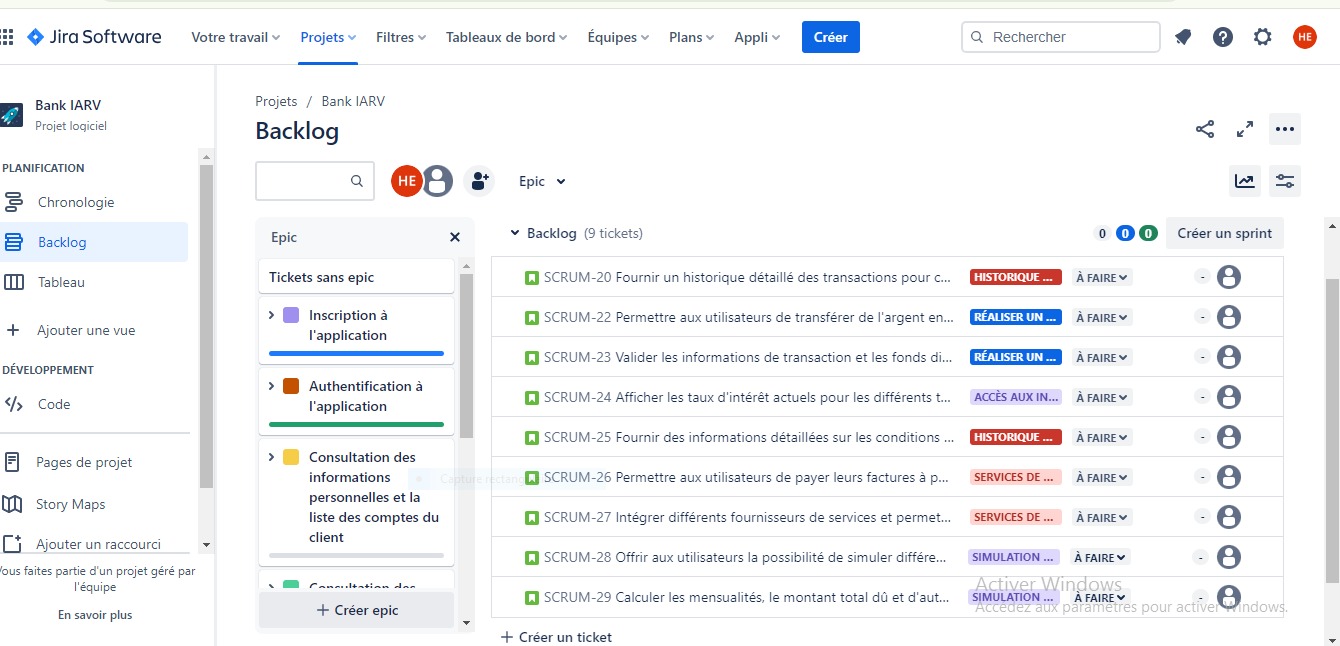 Jira Software
Votre travail
Projets
Filtres
Tableaux de bord
Équipes
Plans
Appli
Créer
Rechercher
HE
Bank IARV
Projet logiciel
PLANIFICATION
Chronologie
Backlog
Tableau
Ajouter une vue
DÉVELOPPEMENT
Code
Pages de projet
Story Maps
Ajouter un raccourci
Vous faites partie d'un projet géré par
l'équipe
En savoir plus
Projets / Bank IARV
Backlog
HE
Epic
Epic
Tickets sans epic
Inscription à
l'application
Authentification à
l'application
Consultation des
informations
personnelles et la
liste des comptes du
client
Consultation des
+ Créer epic
Backlog (9 tickets)
0 0 0
Créer un sprint
SCRUM-20 Fournir un historique détaillé des transactions pour c... HISTORIQUE ... À FAIRE -
SCRUM-22 Permettre aux utilisateurs de transférer de l'argent en... RÉALISER UN ... À FAIRE -
SCRUM-23 Valider les informations de transaction et les fonds di... RÉALISER UN ... À FAIRE -
SCRUM-24 Afficher les taux d'intérêt actuels pour les différents t... ACCÈS AUX IN... À FAIRE -
SCRUM-25 Fournir des informations détaillées sur les conditions ... HISTORIQUE ... À FAIRE -
Capture rectang
SCRUM-26 Permettre aux utilisateurs de payer leurs factures à p... SERVICES DE ... À FAIRE -
SCRUM-27 Intégrer différents fournisseurs de services et permet... SERVICES DE ... À FAIRE -
SCRUM-28 Offrir aux utilisateurs la possibilité de simuler différe... SIMULATION ... À FAIRE -
SCRUM-29 Calculer les mensualités, le montant total dû et d'aut... SIMULATION ... À FAIRE -
+ Créer un ticket
Activer Windows
Accédez aux paramètres pour activer Windows.